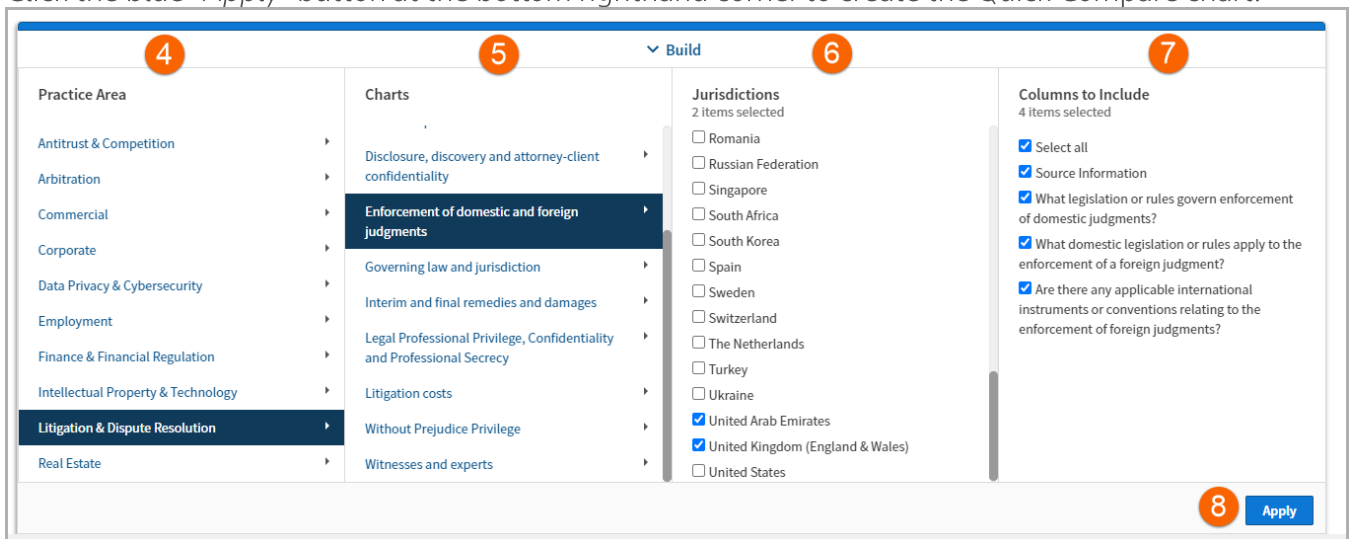 Click the blue "Apply" button at the bottom righthand corner to create the Quick Compare chart.
4
5
Build
6
7
Practice Area
Antitrust & Competition
Arbitration
Commercial
Corporate
Data Privacy & Cybersecurity
Employment
Finance & Financial Regulation
Intellectual Property & Technology
Litigation & Dispute Resolution
Real Estate
Charts
Disclosure, discovery and attorney-client
confidentiality
Enforcement of domestic and foreign
judgments
Governing law and jurisdiction
Interim and final remedies and damages
Legal Professional Privilege, Confidentiality
and Professional Secrecy
Litigation costs
Without Prejudice Privilege
Witnesses and experts
Jurisdictions
2 items selected
Romania
Russian Federation
Singapore
South Africa
South Korea
Spain
Sweden
Switzerland
The Netherlands
Turkey
Ukraine
United Arab Emirates
United Kingdom (England & Wales)
United States
Columns to Include
4 items selected
Select all
Source Information
What legislation or rules govern enforcement
of domestic judgments?
What domestic legislation or rules apply to the
enforcement of a foreign judgment?
Are there any applicable international
instruments or conventions relating to the
enforcement of foreign judgments?
8
Apply